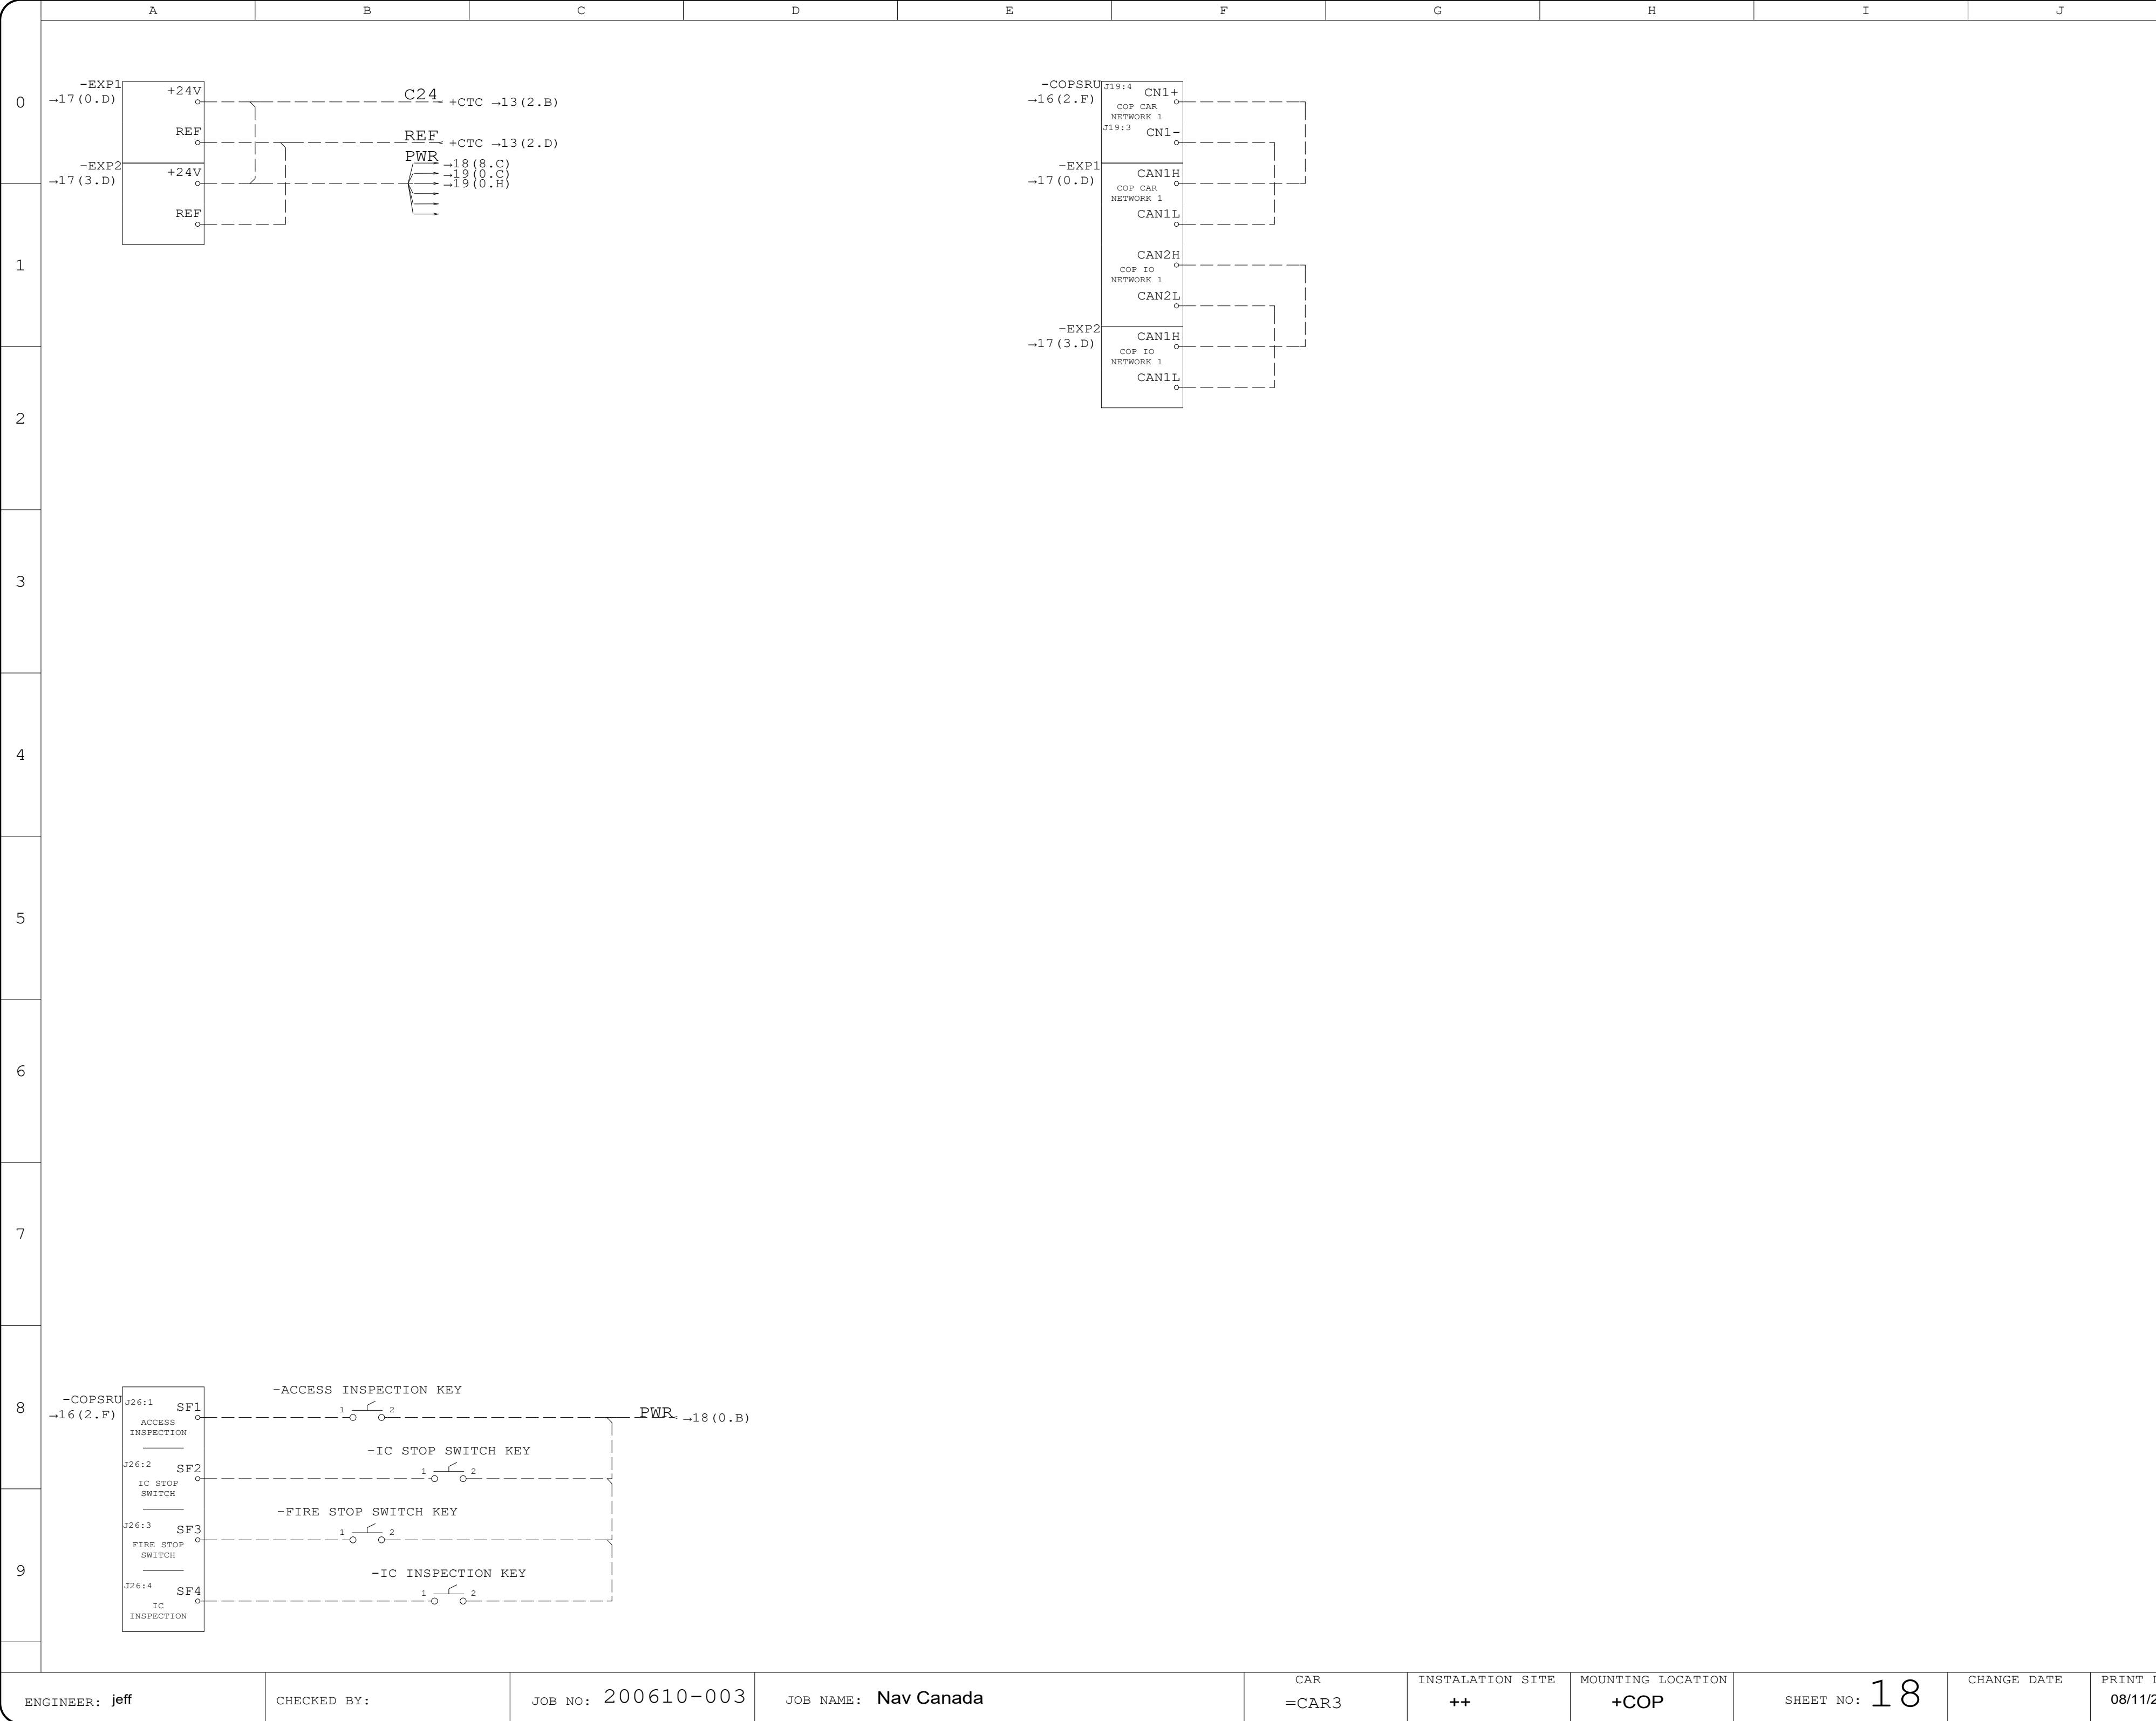 A B C D E F G H I J
0
-EXP1
→17(0.D)
+24V
C24
+CTC →13(2.B)
REF
REF
+CTC →13(2.D)
-EXP2
→17(3.D)
+24V
PWR
→18(8.C)
→19(0.C)
→19(0.H)
REF
-COPSRU
→16(2.F)
J19:4
CN1+
COP CAR
NETWORK 1
J19:3
CN1-
-EXP1
→17(0.D)
CAN1H
COP CAR
NETWORK 1
CAN1L
1
CAN2H
COP IO
NETWORK 1
CAN2L
-EXP2
→17(3.D)
CAN1H
COP IO
NETWORK 1
CAN1L
2
3
4
5
6
7
8
-COPSRU
→16(2.F)
J26:1
SF1
ACCESS
INSPECTION
-ACCESS INSPECTION KEY
1 2
PWR
→18(0.B)
J26:2
SF2
IC STOP
SWITCH
-IC STOP SWITCH KEY
1 2
J26:3
SF3
FIRE STOP
SWITCH
-FIRE STOP SWITCH KEY
1 2
9
J26:4
SF4
IC
INSPECTION
-IC INSPECTION KEY
1 2
ENGINEER: jeff
CHECKED BY:
JOB NO: 200610-003
JOB NAME: Nav Canada
CAR
=CAR3
INSTALATION SITE
++
MOUNTING LOCATION
+COP
SHEET NO: 18
CHANGE DATE
PRINT
08/11/2